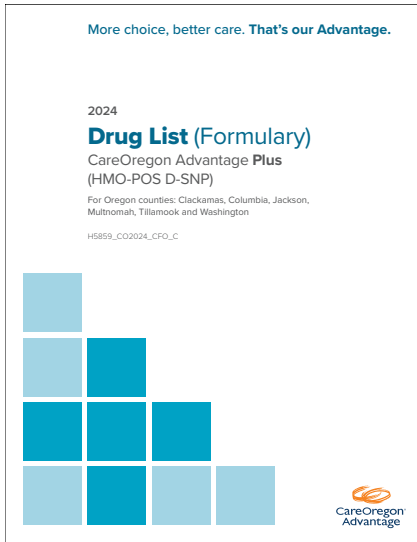 More choice, better care. That's our Advantage.
2024
Drug List (Formulary)
CareOregon Advantage Plus
(HMO-POS D-SNP)
For Oregon counties: Clackamas, Columbia, Jackson,
Multnomah, Tillamook and Washington
H5859_CO2024_CFO_C
CareOregon®
Advantage